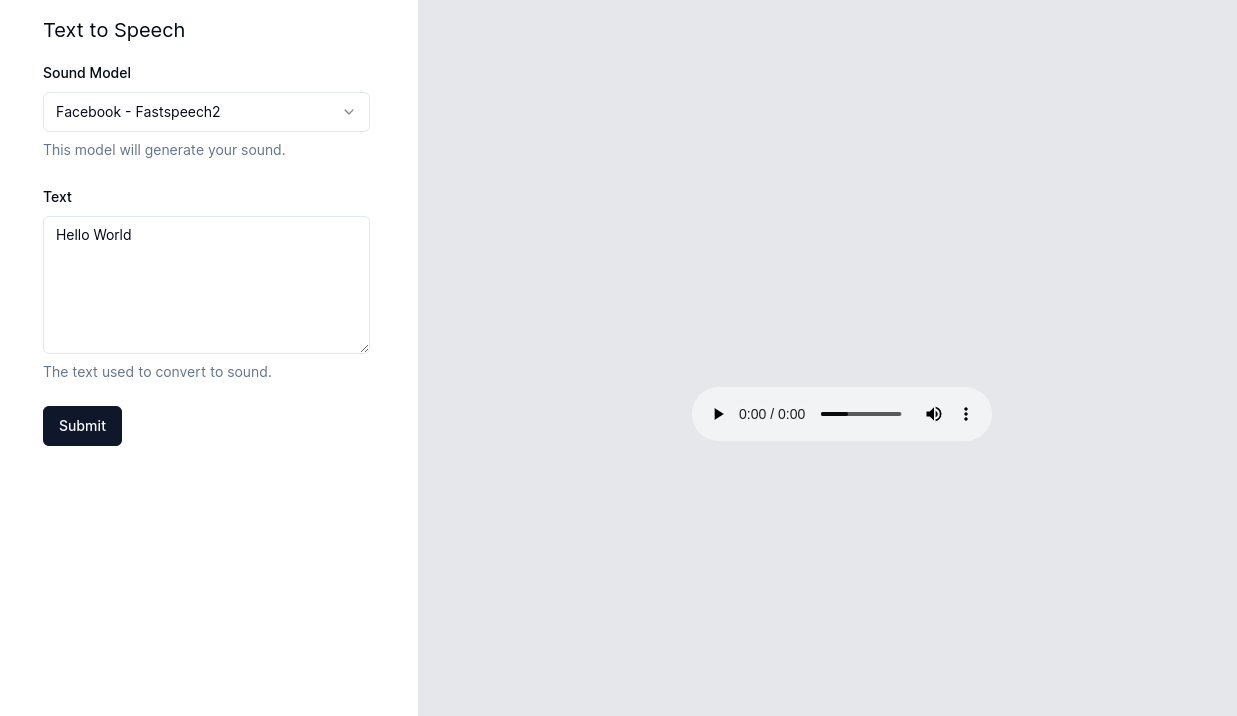 Text to Speech
Sound Model
Facebook - Fastspeech2
This model will generate your sound.
Text
Hello World
The text used to convert to sound.
Submit
0:00 / 0:00